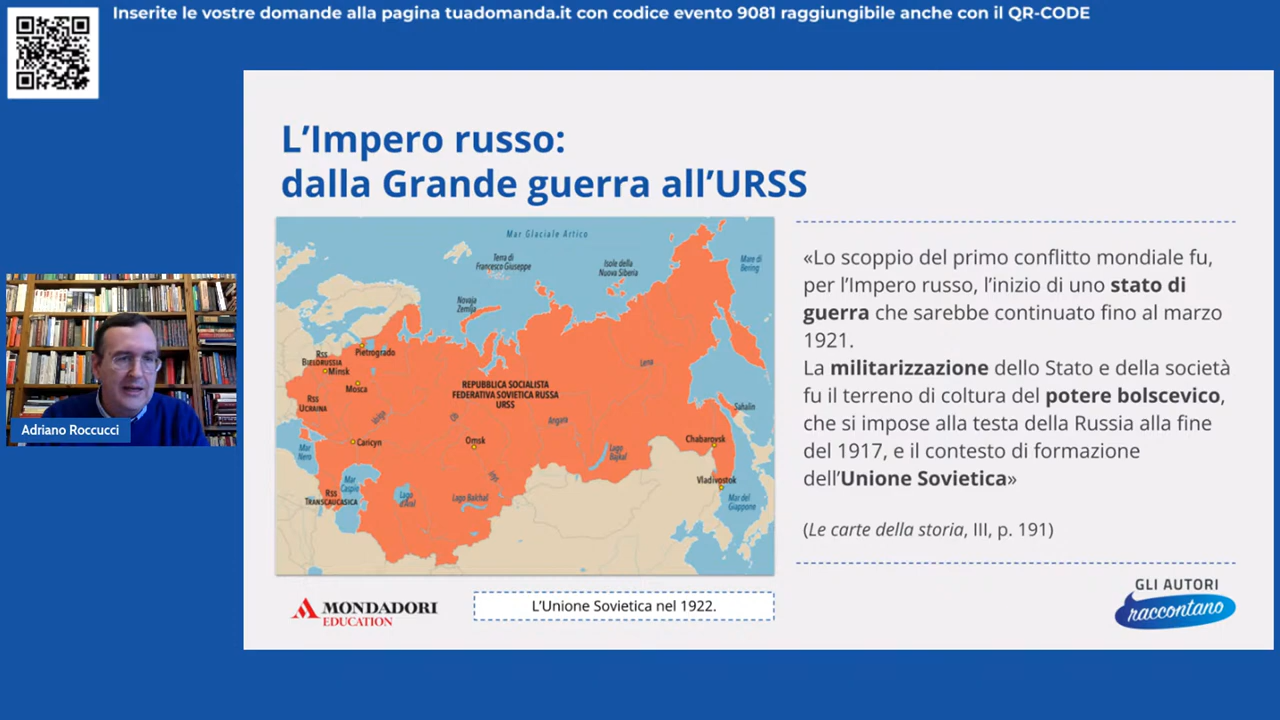 Inserite le vostre domande alla pagina tuadomanda.it con codice evento 9081 raggiungibile anche con il QR-CODE
L’Impero russo:
dalla Grande guerra all’URSS
Mar Glaciale Artico
Terra di
Francesco Giuseppe
Isole della
Nuova Siberia
Mare di
Bering
Novaja
Zemlja
Pietrogrado
Rss
Bielorussia
Minsk
Mosca
Lena
REPUBBLICA SOCIALISTA
FEDERATIVA SOVIETICA RUSSA
URSS
Rss
Ucraina
Volga
Ob
Angara
Sahalin
Caricyn
Omsk
Chabarovsk
Mar
Nero
Lago
Bajkal
Mar
Caspio
Vladivostok
Rss
Transcaucasica
Lago
d’Aral
Lago Balchal
Mar del
Giappone
«Lo scoppio del primo conflitto mondiale fu,
per l’Impero russo, l’inizio di uno stato di
guerra che sarebbe continuato fino al marzo
1921.
La militarizzazione dello Stato e della società
fu il terreno di coltura del potere bolscevico,
che si impose alla testa della Russia alla fine
del 1917, e il contesto di formazione
dell’Unione Sovietica»
(Le carte della storia, III, p. 191)
Adriano Roccucci
MONDADORI
EDUCATION
L’Unione Sovietica nel 1922.
GLI AUTORI
raccontano